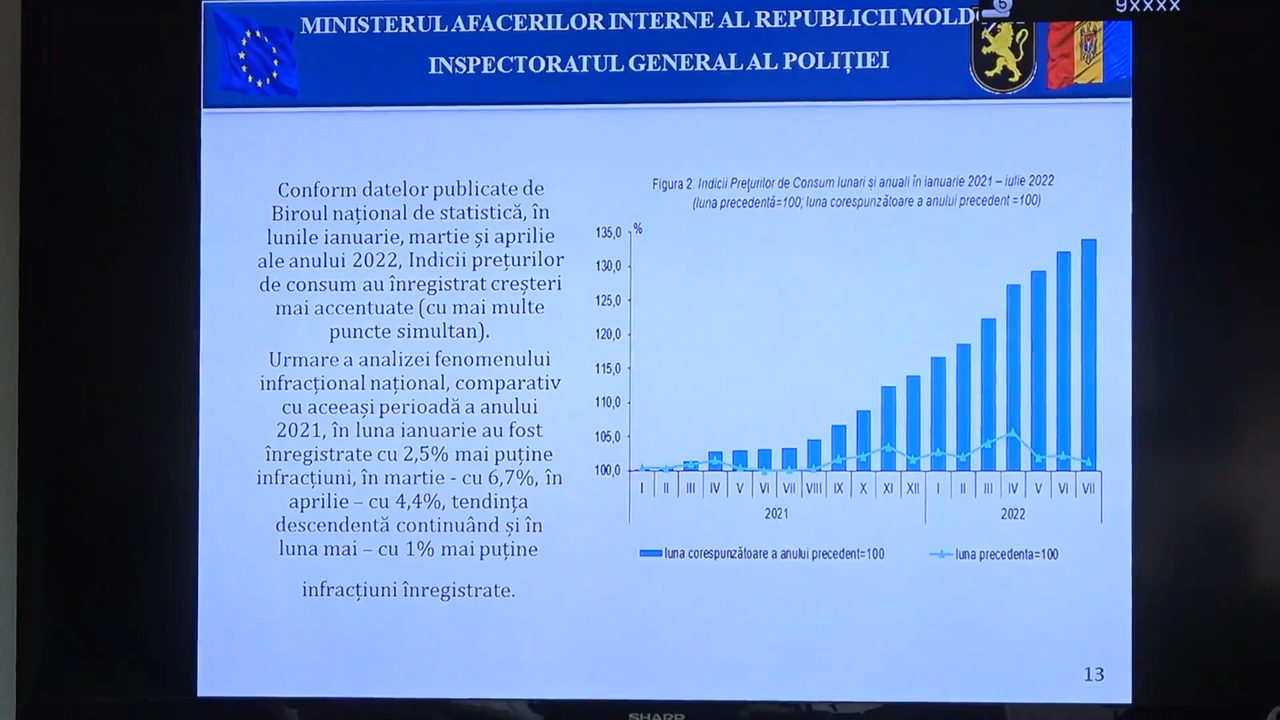 5
9xxxx
MINISTERUL AFACERILOR INTERNE AL REPUBLICII
INSPECTORATUL GENERAL AL POLIȚIEI
Conform datelor publicate de
Biroul național de statistică, în
lunile ianuarie, martie și aprilie
ale anului 2022, Indicii prețurilor
de consum au înregistrat creșteri
mai accentuate (cu mai multe
puncte simultan).
Urmare a analizei fenomenului
infracțional național, comparativ
cu aceeași perioadă a anului
2021, în luna ianuarie au fost
înregistrate cu 2,5% mai puține
infracțiuni, în martie - cu 6,7%, în
aprilie – cu 4,4%, tendința
descendentă continuând și în
luna mai – cu 1% mai puține
infracțiuni înregistrate.
Figura 2. Indicii Prețurilor de Consum lunari și anuali în ianuarie 2021 – iulie 2022
(luna precedentă=100; luna corespunzătoare a anului precedent =100)
%
135,0
130,0
125,0
120,0
115,0
110,0
105,0
100,0
I II III IV V VI VII VIII IX X XI XII I II III IV V VI VII
2021 2022
luna corespunzătoare a anului precedent=100 luna precedenta=100
13
SHARP